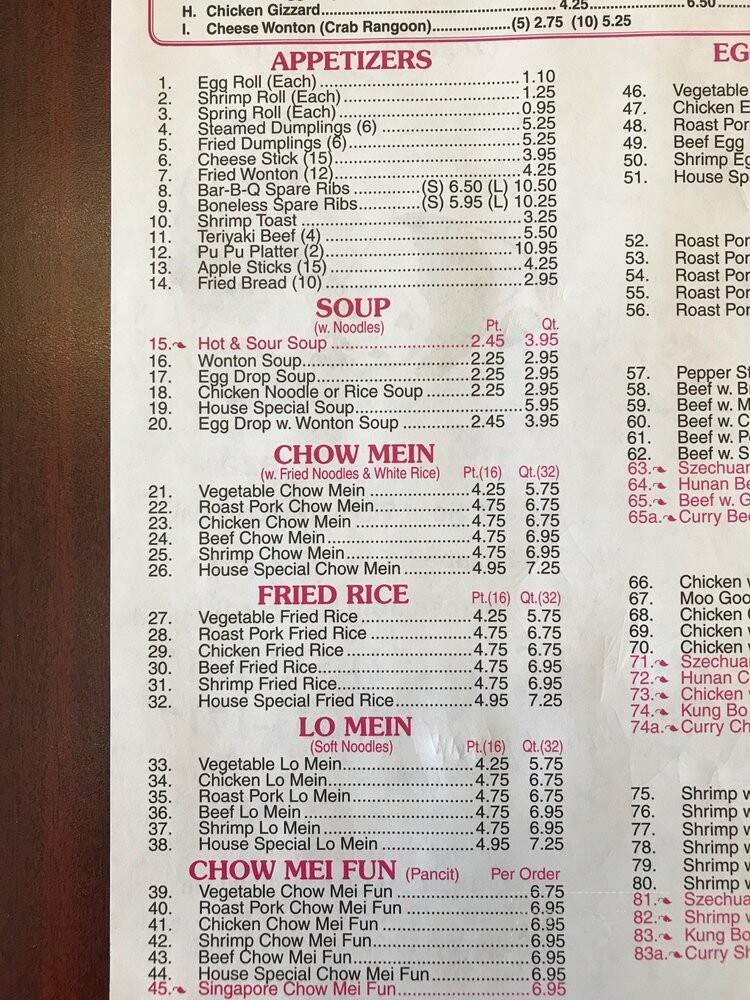 H. Chicken Gizzard 4.25 6.50
I. Cheese Wonton (Crab Rangoon) (5) 2.75 (10) 5.25
APPETIZERS
1. Egg Roll (Each) 1.10
2. Shrimp Roll (Each) 1.25
3. Spring Roll (Each) 0.95
4. Steamed Dumplings (6) 5.25
5. Fried Dumplings (6) 5.25
6. Cheese Stick (15) 3.95
7. Fried Wonton (12) 4.25
8. Bar-B-Q Spare Ribs (S) 6.50 (L) 10.50
9. Boneless Spare Ribs (S) 5.95 (L) 10.25
10. Shrimp Toast 3.25
11. Teriyaki Beef (4) 5.50
12. Pu Pu Platter (2) 10.95
13. Apple Sticks (15) 4.25
14. Fried Bread (10) 2.95
SOUP
(w. Noodles) Pt. Qt.
15. Hot & Sour Soup 2.45 3.95
16. Wonton Soup 2.25 2.95
17. Egg Drop Soup 2.25 2.95
18. Chicken Noodle or Rice Soup 2.25 2.95
19. House Special Soup 5.95
20. Egg Drop w. Wonton Soup 2.45 3.95
CHOW MEIN
(w. Fried Noodles & White Rice) Pt.(16) Qt.(32)
21. Vegetable Chow Mein 4.25 5.75
22. Roast Pork Chow Mein 4.75 6.75
23. Chicken Chow Mein 4.75 6.75
24. Beef Chow Mein 4.75 6.95
25. Shrimp Chow Mein 4.75 6.95
26. House Special Chow Mein 4.95 7.25
FRIED RICE Pt.(16) Qt.(32)
27. Vegetable Fried Rice 4.25 5.75
28. Roast Pork Fried Rice 4.75 6.75
29. Chicken Fried Rice 4.75 6.75
30. Beef Fried Rice 4.75 6.95
31. Shrimp Fried Rice 4.75 6.95
32. House Special Fried Rice 4.95 7.25
LO MEIN
(Soft Noodles) Pt.(16) Qt.(32)
33. Vegetable Lo Mein 4.25 5.75
34. Chicken Lo Mein 4.75 6.75
35. Roast Pork Lo Mein 4.75 6.75
36. Beef Lo Mein 4.75 6.95
37. Shrimp Lo Mein 4.75 6.95
38. House Special Lo Mein 4.95 7.25
CHOW MEI FUN (Pancit) Per Order
39. Vegetable Chow Mei Fun 6.75
40. Roast Pork Chow Mei Fun 6.95
41. Chicken Chow Mei Fun 6.95
42. Shrimp Chow Mei Fun 6.95
43. Beef Chow Mei Fun 6.95
44. House Special Chow Mei Fun 6.95
45. Singapore Chow Mei Fun 6.95
EG
46. Vegetable
47. Chicken E
48. Roast Por
49. Beef Egg
50. Shrimp Eg
51. House Sp
52. Roast Por
53. Roast Por
54. Roast Por
55. Roast Por
56. Roast Por
57. Pepper St
58. Beef w. B
59. Beef w. M
60. Beef w. C
61. Beef w. P
62. Beef w. S
63. Szechuan
64. Hunan Be
65. Beef w. G
65a. Curry Bee
66. Chicken w
67. Moo Goo
68. Chicken
69. Chicken w
70. Chicken w
71. Szechuan
72. Hunan C
73. Chicken w
74. Kung Bo
74a. Curry Ch
75. Shrimp w
76. Shrimp w
77. Shrimp w
78. Shrimp w
79. Shrimp w
80. Shrimp w
81. Szechua
82. Shrimp w
83. Kung Bo
83a. Curry Sh